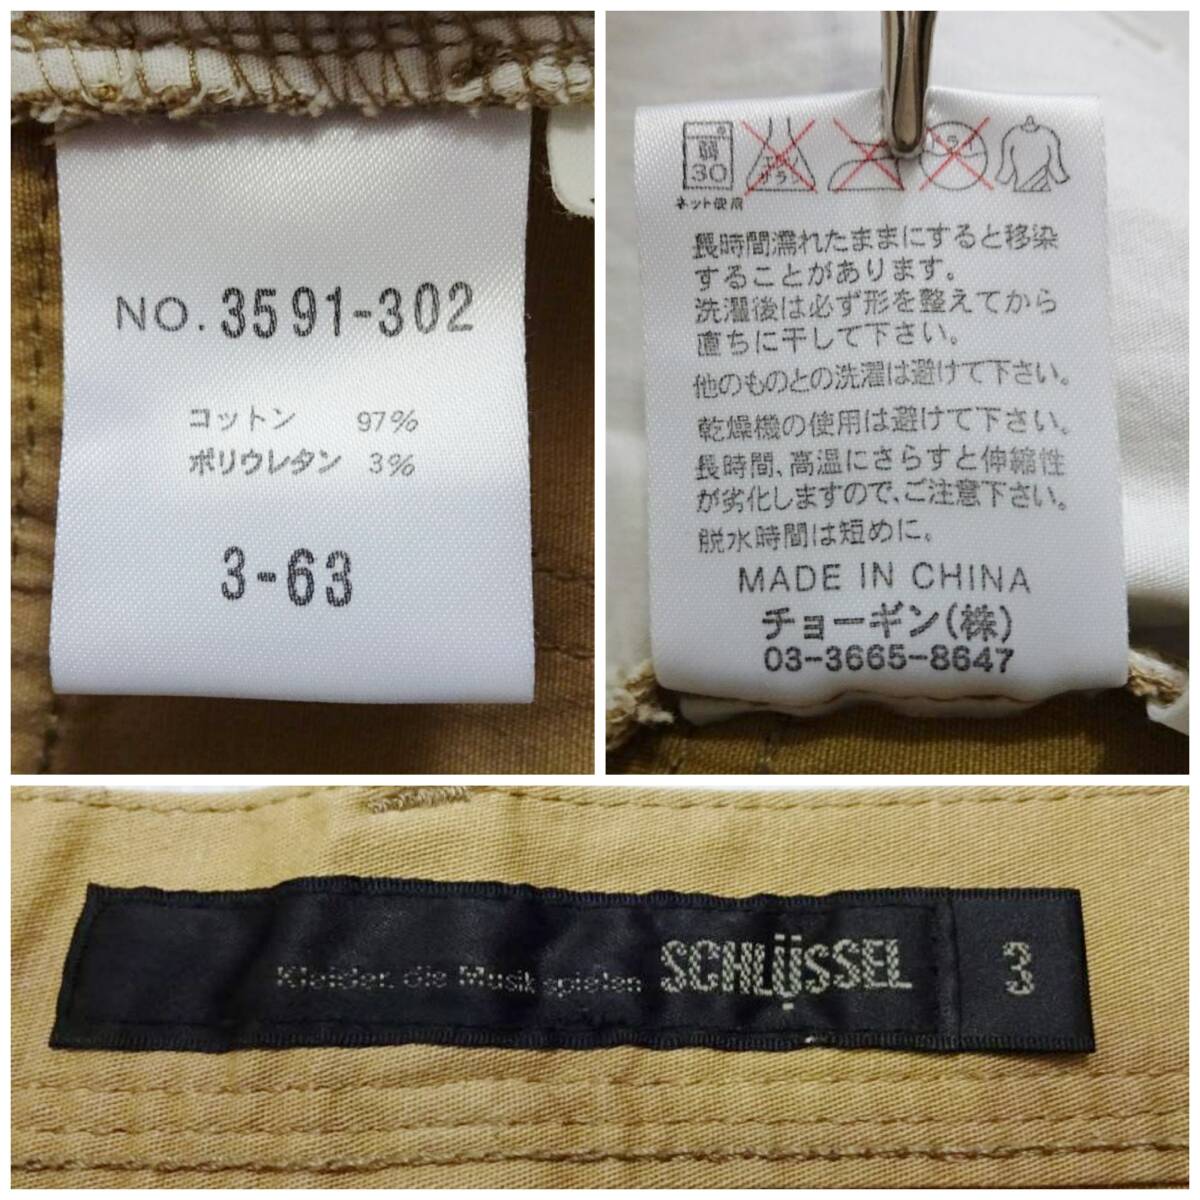 NO. 3591-302
コットン 97%
ポリウレタン 3%
3-63
弱
30
エンソ
サラシ
ネット使用
長時間濡れたままにすると移染
することがあります。
洗濯後は必ず形を整えてから
直ちに干して下さい。
他のものとの洗濯は避けて下さい。
乾燥機の使用は避けて下さい。
長時間、高温にさらすと伸縮性
が劣化しますので、ご注意下さい。
脱水時間は短めに。
MADE IN CHINA
チョーギン(株)
03-3665-8647
Kleider, die Musik spielen SCHLÜSSEL 3